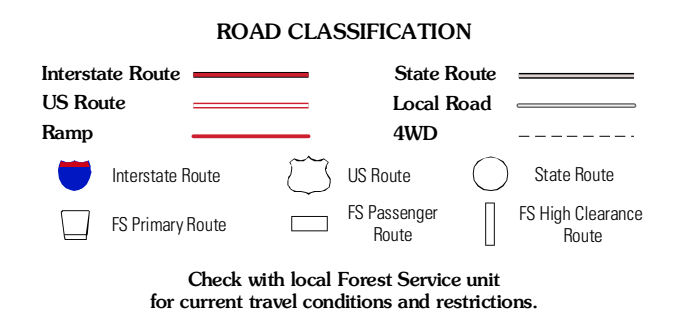 ROAD CLASSIFICATION
Interstate Route
State Route
US Route
Local Road
Ramp
4WD
Interstate Route
US Route
State Route
FS Primary Route
FS Passenger
Route
FS High Clearance
Route
Check with local Forest Service unit
for current travel conditions and restrictions.